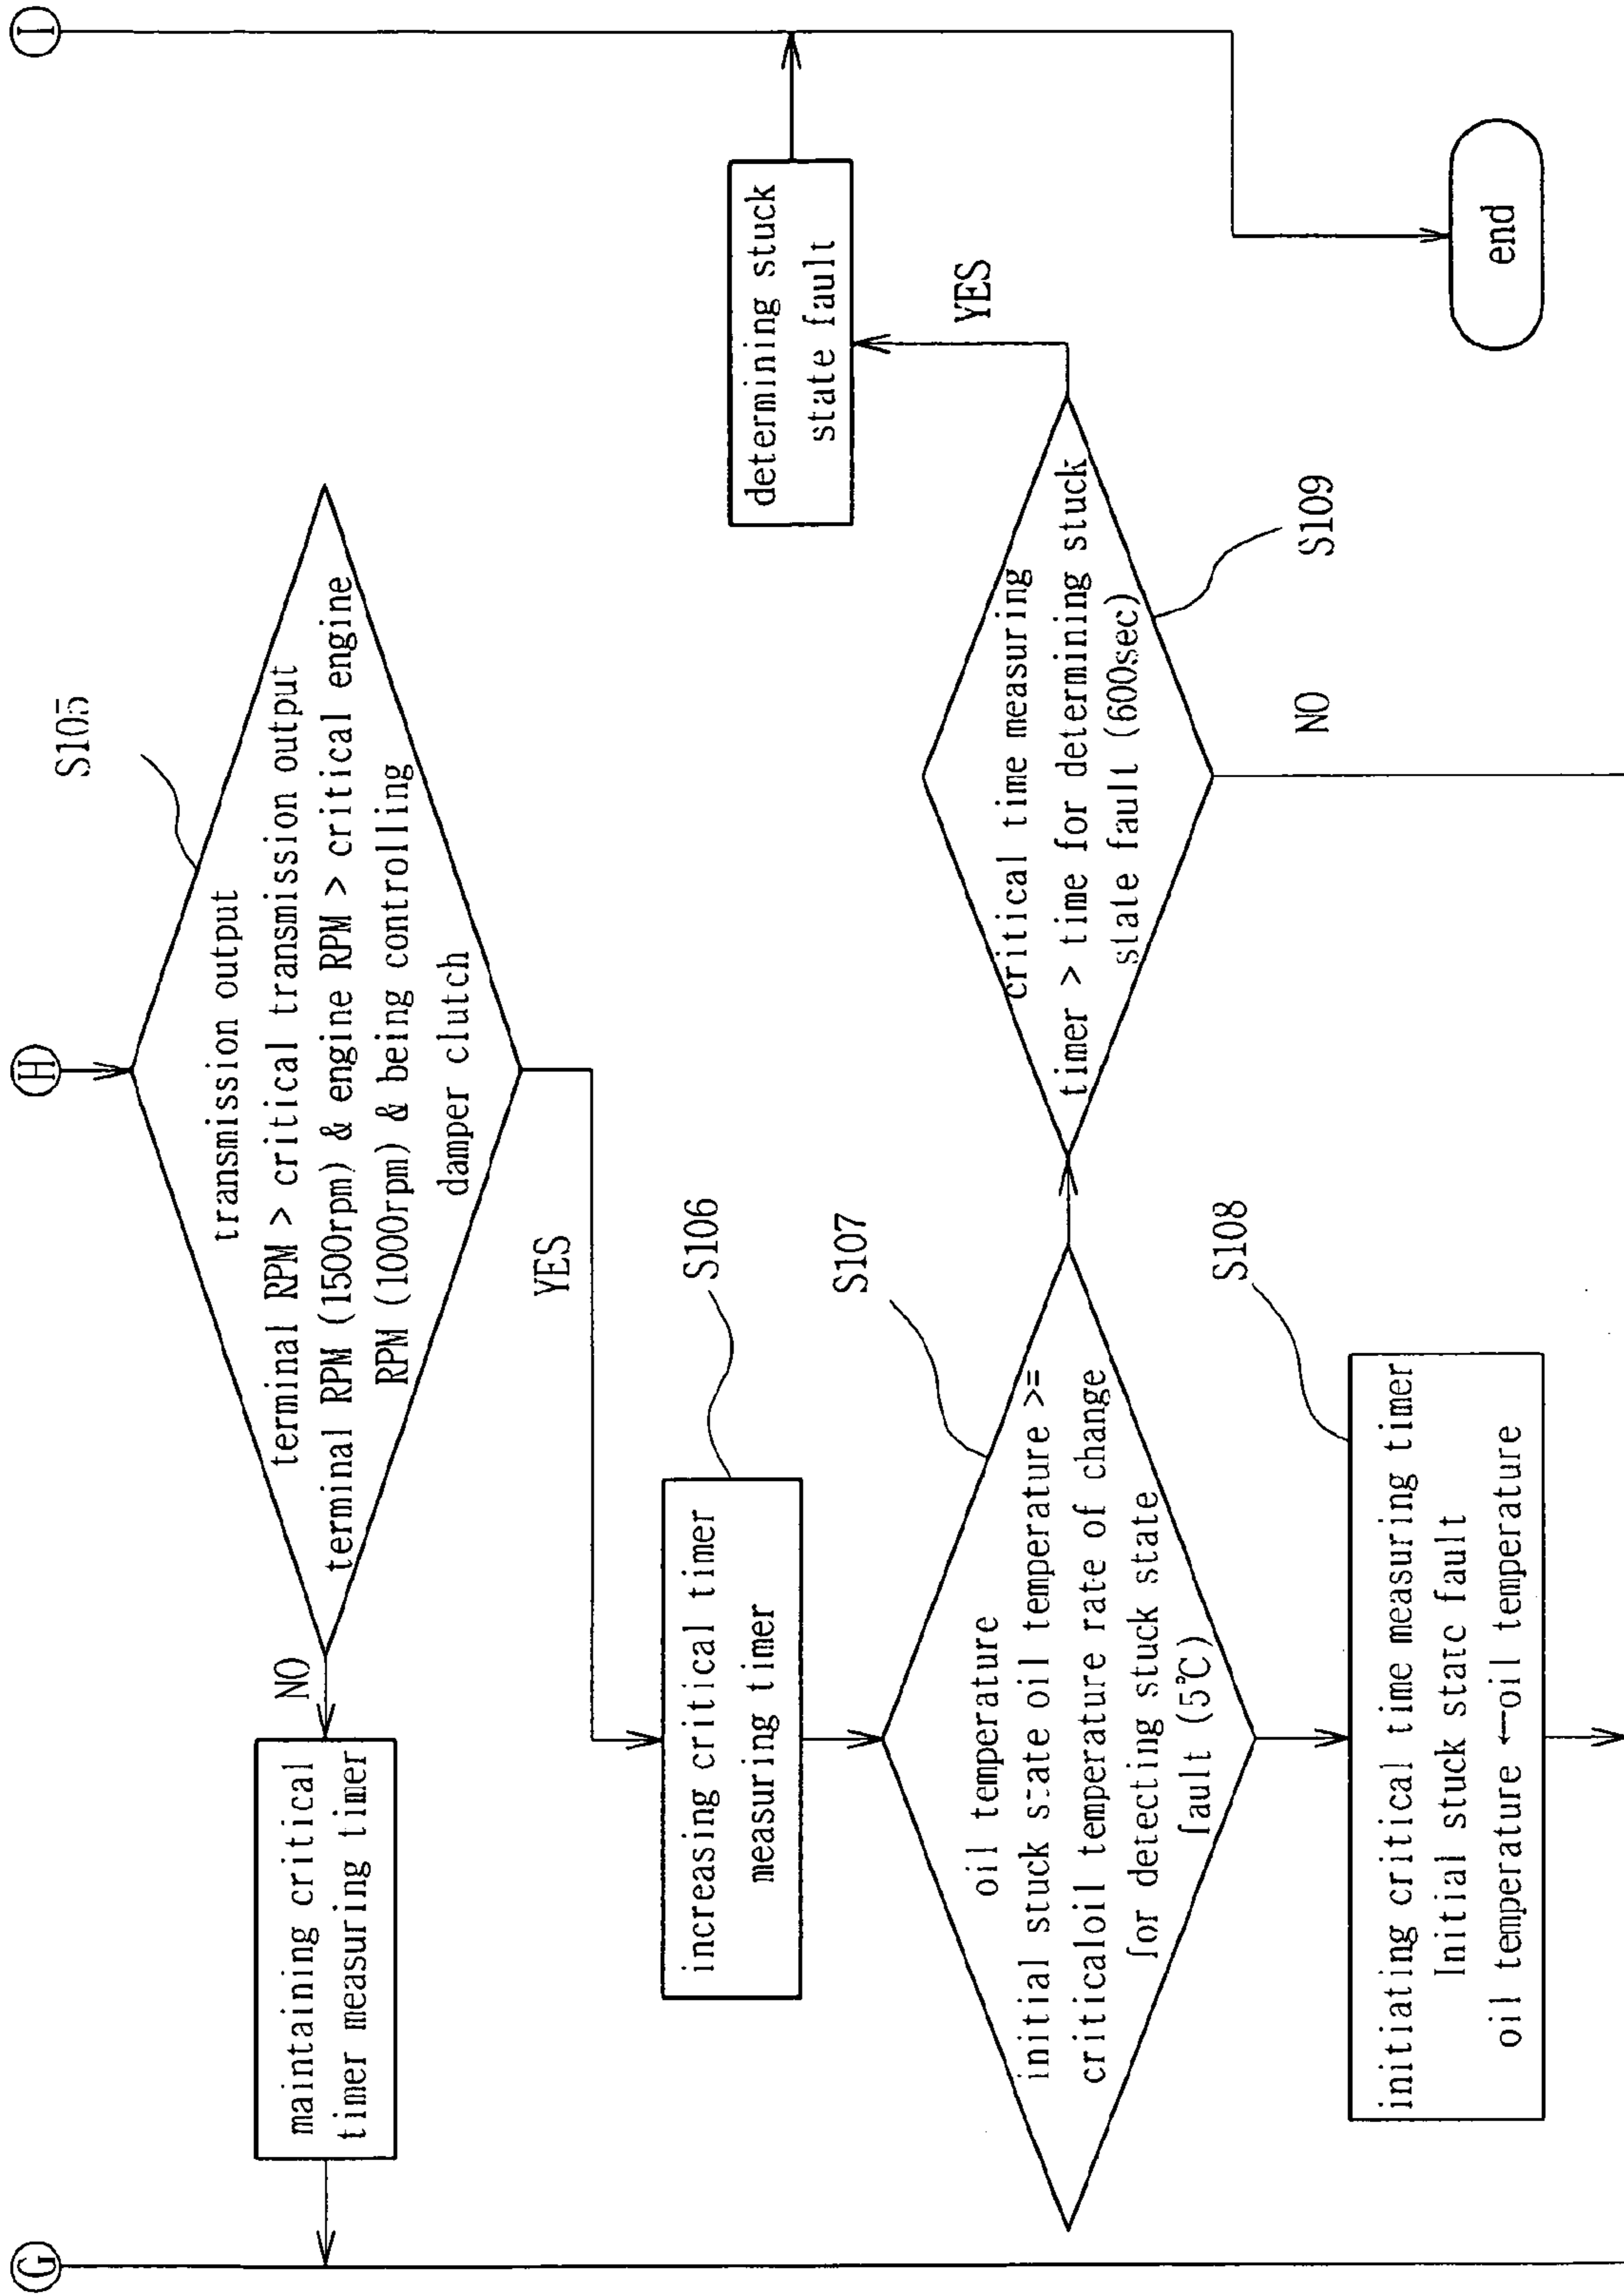 G
H
I
S105
transmission output
terminal RPM > critical transmission output
terminal RPM (1500rpm) & engine RPM > critical engine
RPM (1000rpm) & being controlling
damper clutch
NO
maintaining critical
timer measuring timer
YES
S106
increasing critical timer
measuring timer
S107
oil temperature
initial stuck state oil temperature >=
criticaloil temperature rate of change
for detecting stuck state
fault (5℃)
S108
initiating critical time measuring timer
Initial stuck state fault
oil temperature ←oil temperature
critical time measuring
timer > time for determining stuck
state fault (600sec)
S109
NO
YES
determining stuck
state fault
end